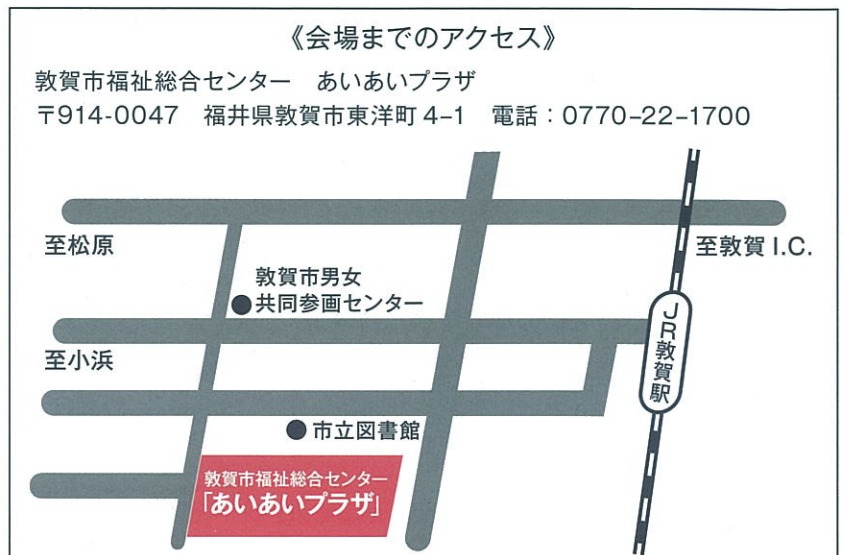 《会場までのアクセス》
敦賀市福祉総合センター　あいあいプラザ
〒914-0047　福井県敦賀市東洋町4-1　電話：0770-22-1700
至松原
至敦賀I.C.
敦賀市男女
共同参画センター
JR敦賀駅
至小浜
市立図書館
敦賀市福祉総合センター
「あいあいプラザ」